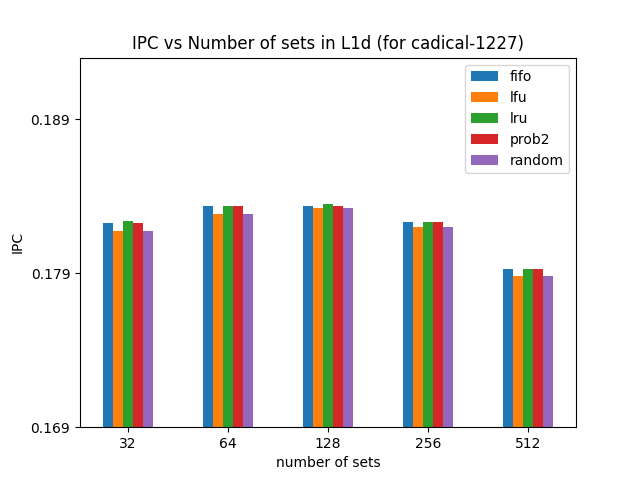 IPC vs Number of sets in L1d (for cadical-1227)
fifo
lfu
lru
prob2
random
0.189
0.179
0.169
IPC
32 64 128 256 512
number of sets